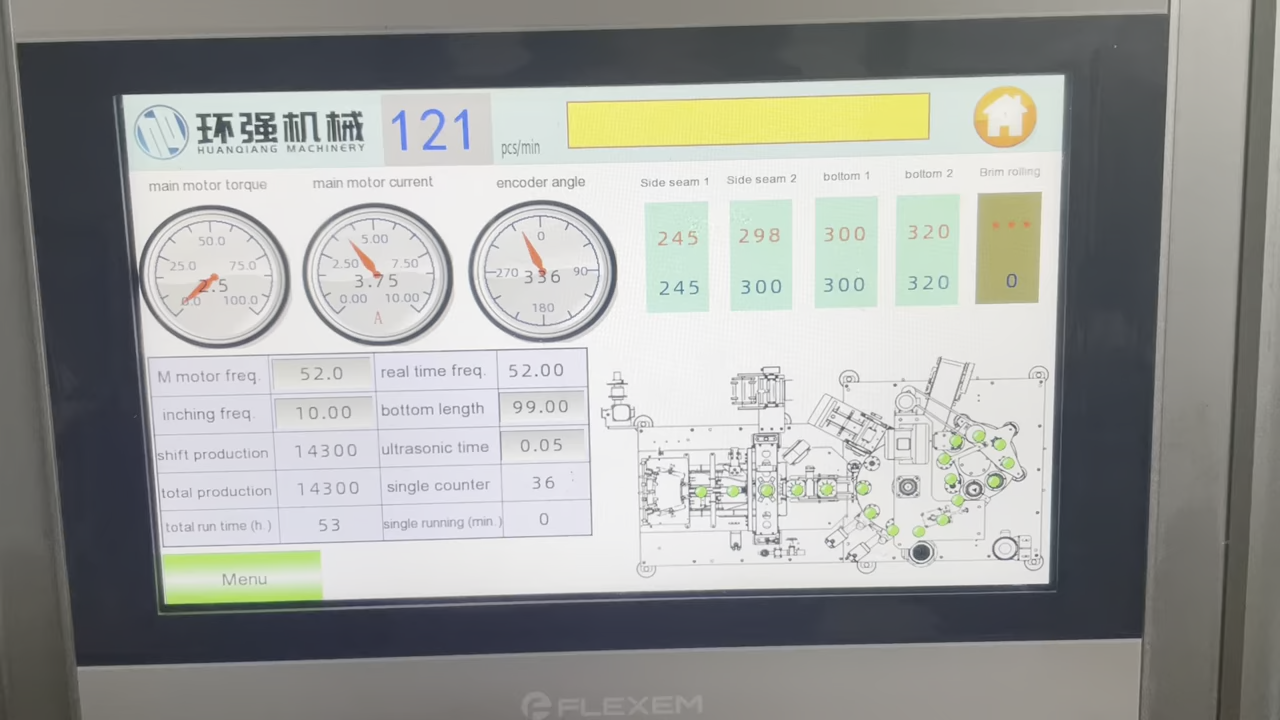 环强机械
HUANQIANG MACHINERY
121
pcs/min
main motor torque
main motor current
encoder angle
Side seam 1
Side seam 2
bottom 1
bottom 2
Brim rolling
50.0
25.0
75.0
2.5
0.0
100.0
5.00
2.50
7.50
3.75
0.00
10.00
A
0
270
90
336
180
245
298
300
320
***
245
300
300
320
0
M motor freq.
52.0
real time freq.
52.00
inching freq.
10.00
bottom length
99.00
shift production
14300
ultrasonic time
0.05
total production
14300
single counter
36
total run time (h.)
53
single running (min.)
0
Menu
FLEXEM